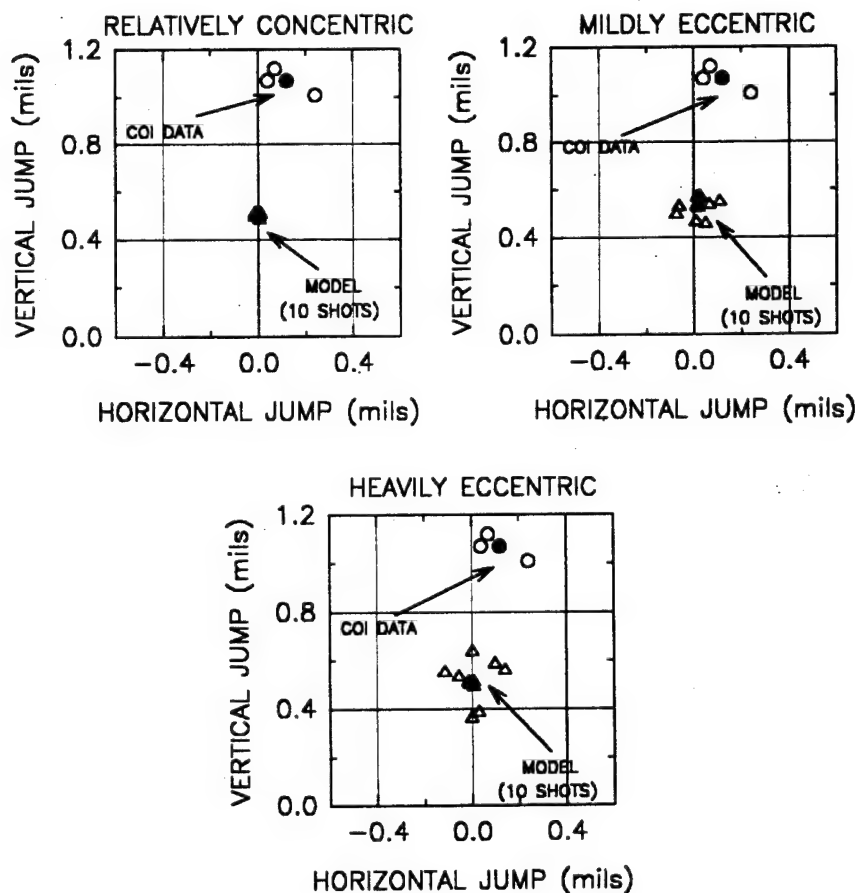 RELATIVELY CONCENTRIC
VERTICAL JUMP (mils)
1.2
0.8
0.4
0.0
COI DATA
MODEL
(10 SHOTS)
-0.4 0.0 0.4
HORIZONTAL JUMP (mils)
MILDLY ECCENTRIC
VERTICAL JUMP (mils)
1.2
0.8
0.4
0.0
COI DATA
MODEL
(10 SHOTS)
-0.4 0.0 0.4
HORIZONTAL JUMP (mils)
HEAVILY ECCENTRIC
VERTICAL JUMP (mils)
1.2
0.8
0.4
0.0
COI DATA
MODEL
(10 SHOTS)
-0.4 0.0 0.4
HORIZONTAL JUMP (mils)